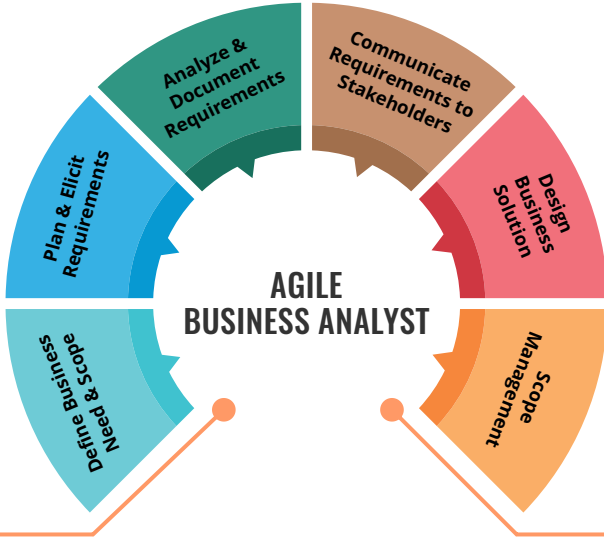 Define Business
Need & Scope
Plan & Elicit
Requirements
Analyze &
Document
Requirements
Communicate
Requirements to
Stakeholders
Design
Business
Solution
Scope
Management
AGILE
BUSINESS ANALYST